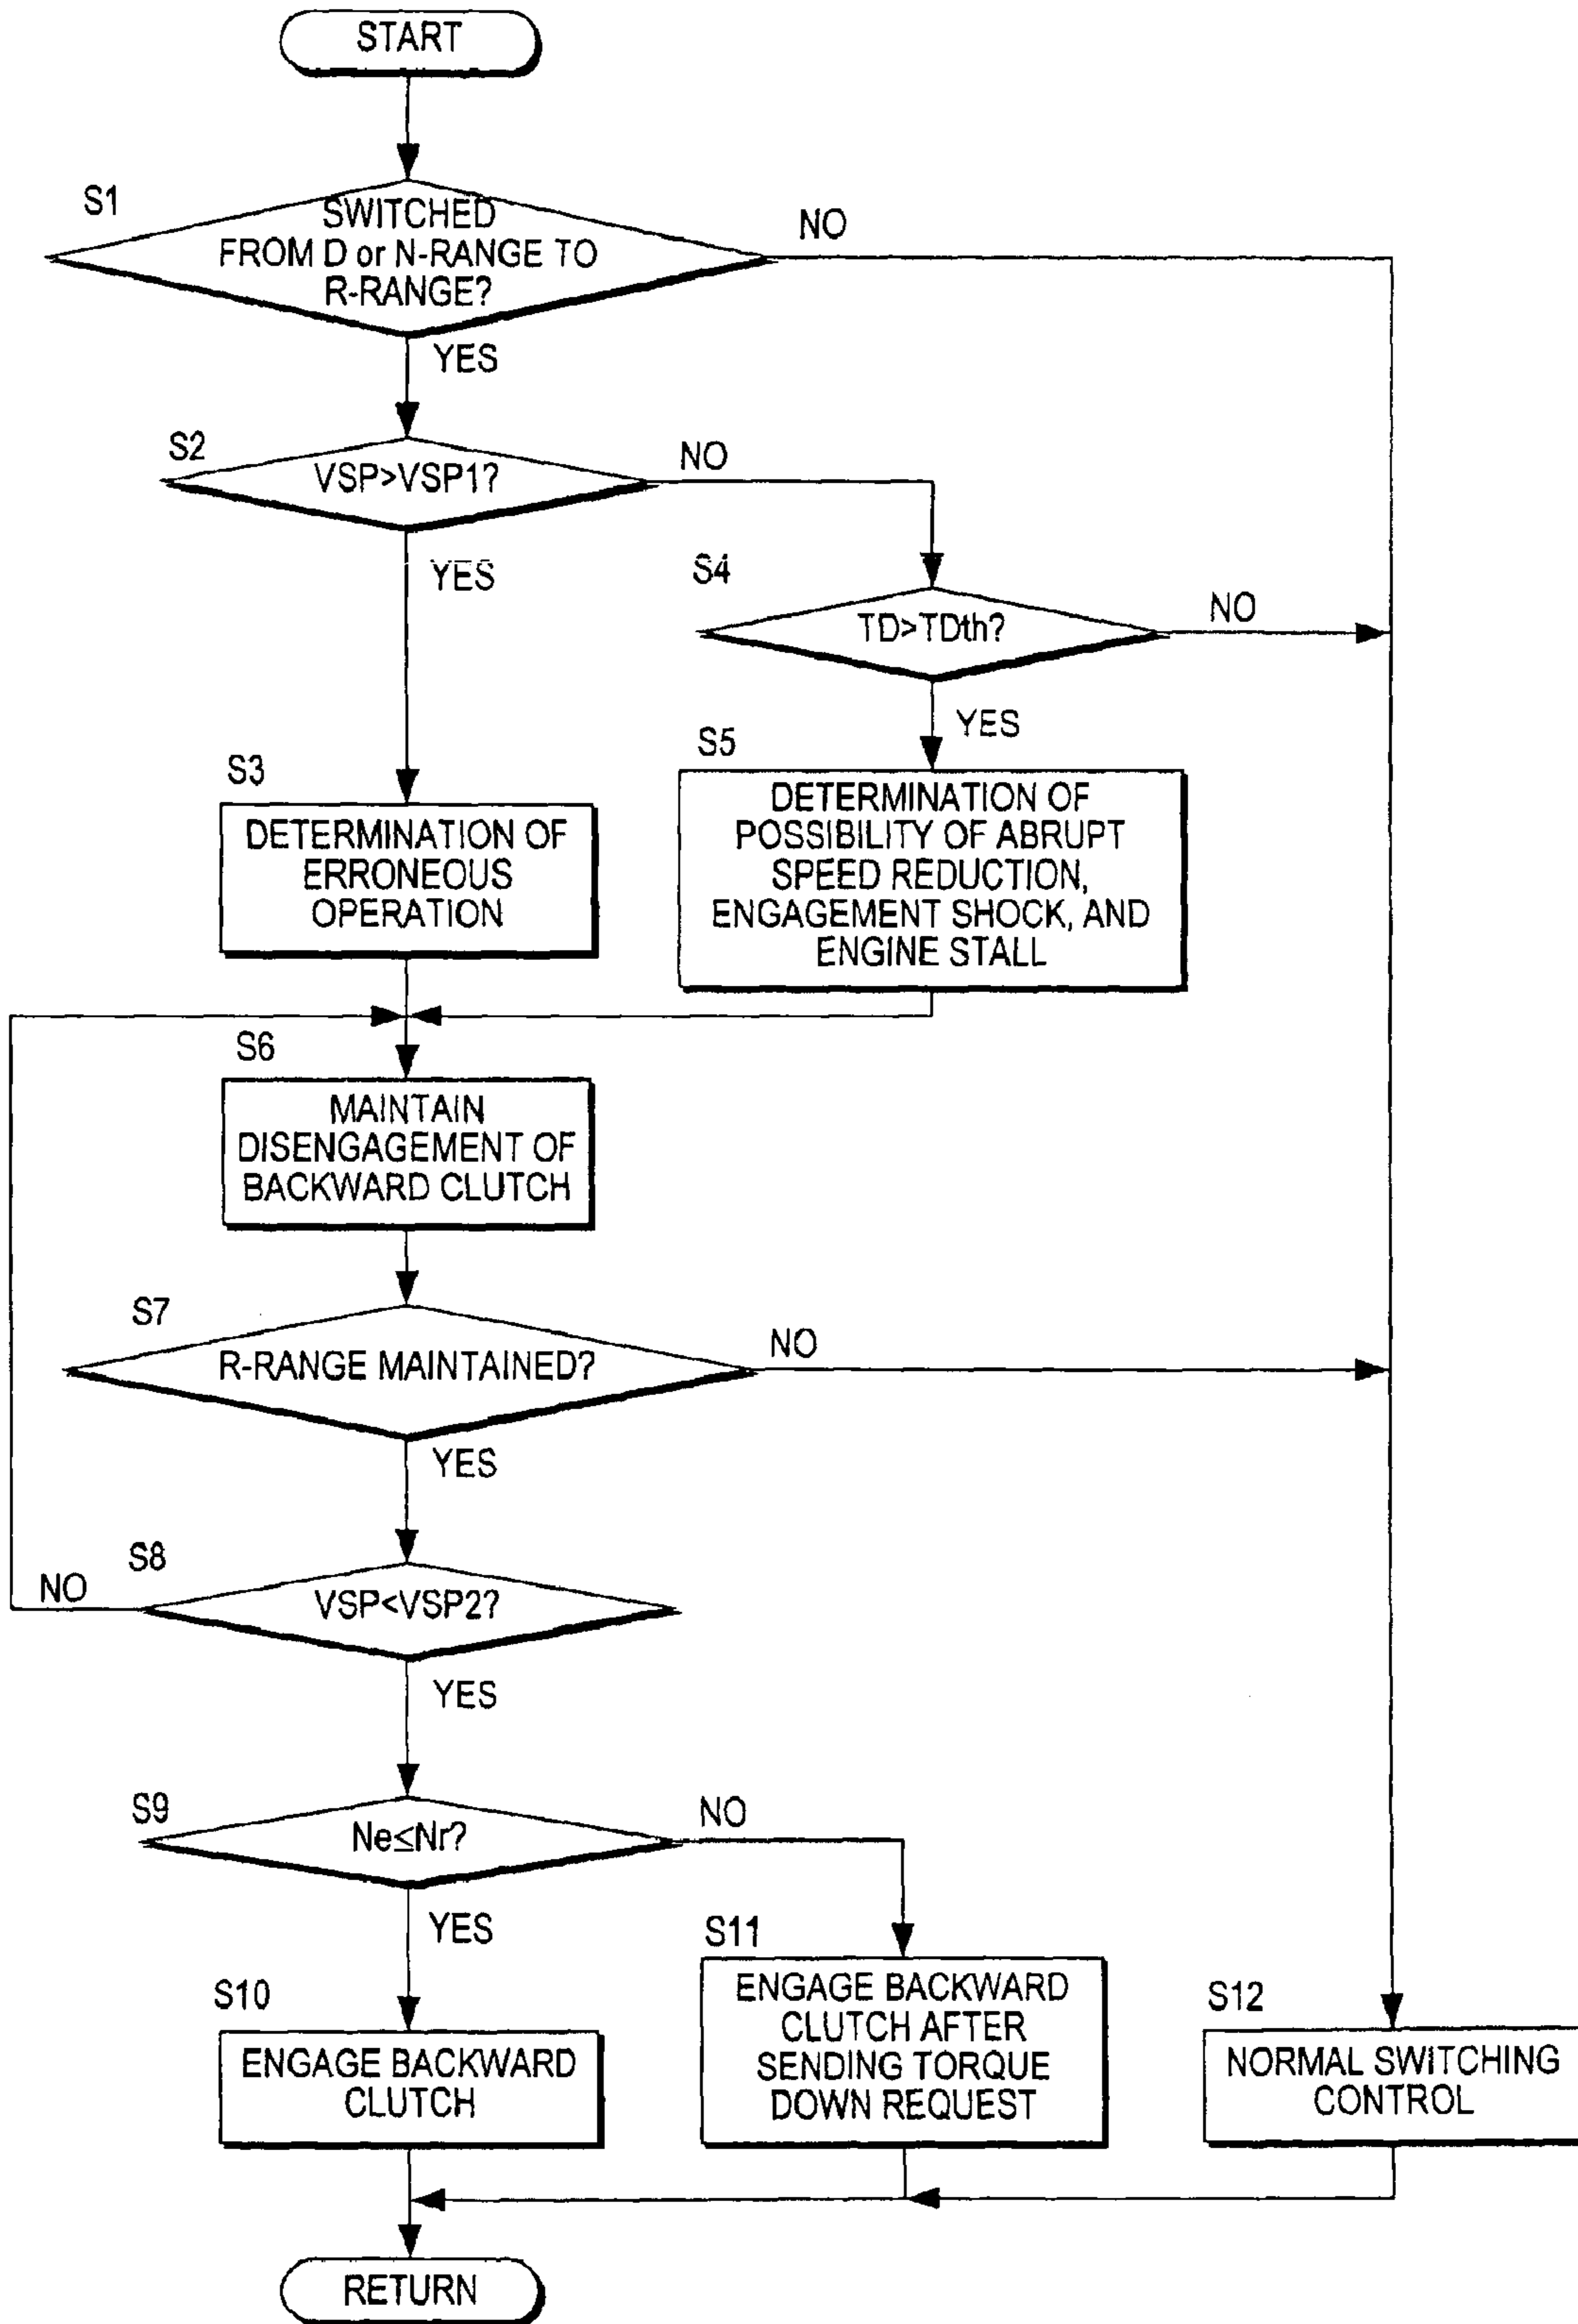 START
S1
SWITCHED
FROM D or N-RANGE TO
R-RANGE?
NO
YES
S2
VSP>VSP1?
NO
YES
S4
TD>TDth?
NO
YES
S3
DETERMINATION OF
ERRONEOUS
OPERATION
S5
DETERMINATION OF
POSSIBILITY OF ABRUPT
SPEED REDUCTION,
ENGAGEMENT SHOCK, AND
ENGINE STALL
S6
MAINTAIN
DISENGAGEMENT OF
BACKWARD CLUTCH
S7
R-RANGE MAINTAINED?
NO
YES
S8
NO
VSP<VSP2?
YES
S9
Ne≤Nr?
NO
YES
S10
ENGAGE BACKWARD
CLUTCH
S11
ENGAGE BACKWARD
CLUTCH AFTER
SENDING TORQUE
DOWN REQUEST
S12
NORMAL SWITCHING
CONTROL
RETURN